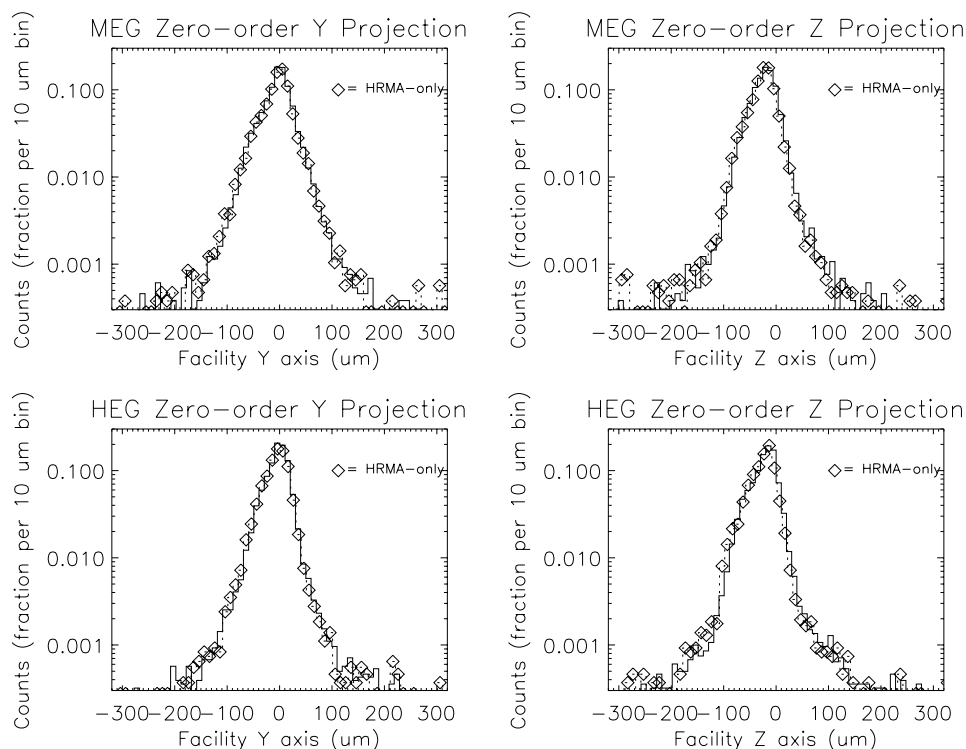 MEG Zero-order Y Projection
Counts (fraction per 10 um bin)
0.100
0.010
0.001
= HRMA-only
-300 -200 -100 0 100 200 300
Facility Y axis (um)
MEG Zero-order Z Projection
Counts (fraction per 10 um bin)
0.100
0.010
0.001
= HRMA-only
-300 -200 -100 0 100 200 300
Facility Z axis (um)
HEG Zero-order Y Projection
Counts (fraction per 10 um bin)
0.100
0.010
0.001
= HRMA-only
-300 -200 -100 0 100 200 300
Facility Y axis (um)
HEG Zero-order Z Projection
Counts (fraction per 10 um bin)
0.100
0.010
0.001
= HRMA-only
-300 -200 -100 0 100 200 300
Facility Z axis (um)